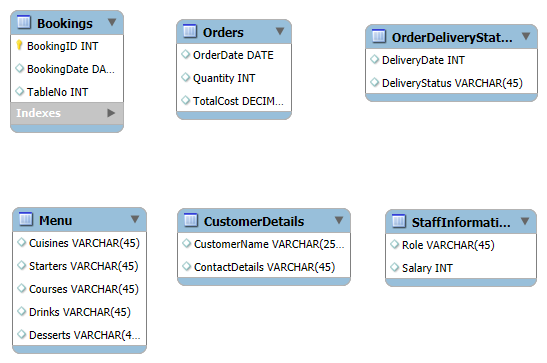 Bookings
BookingID INT
BookingDate DA...
TableNo INT
Indexes
Orders
OrderDate DATE
Quantity INT
TotalCost DECIM...
OrderDeliveryStat...
DeliveryDate INT
DeliveryStatus VARCHAR(45)
Menu
Cuisines VARCHAR(45)
Starters VARCHAR(45)
Courses VARCHAR(45)
Drinks VARCHAR(45)
Desserts VARCHAR(4...
CustomerDetails
CustomerName VARCHAR(25...
ContactDetails VARCHAR(45)
StaffInformati...
Role VARCHAR(45)
Salary INT